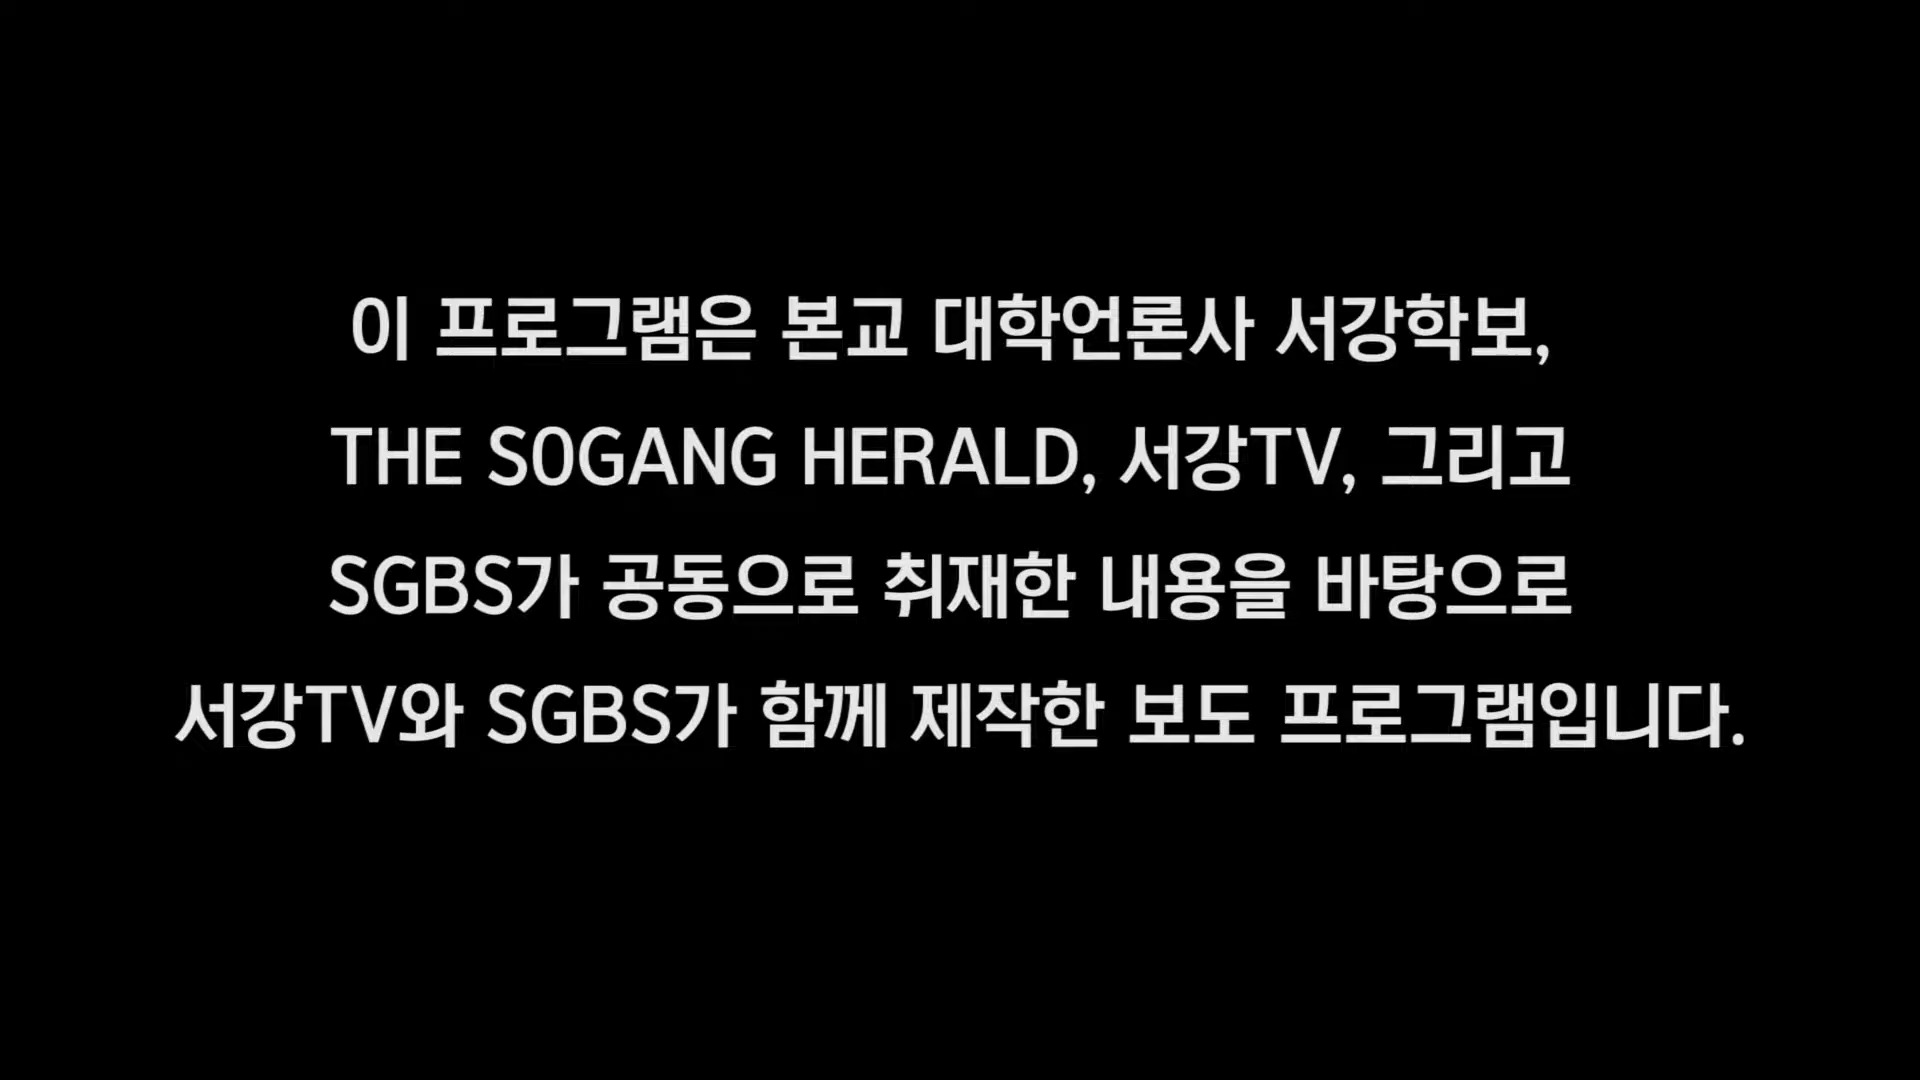 이 프로그램은 본교 대학언론사 서강학보,
THE SOGANG HERALD, 서강TV, 그리고
SGBS가 공동으로 취재한 내용을 바탕으로
서강TV와 SGBS가 함께 제작한 보도 프로그램입니다.